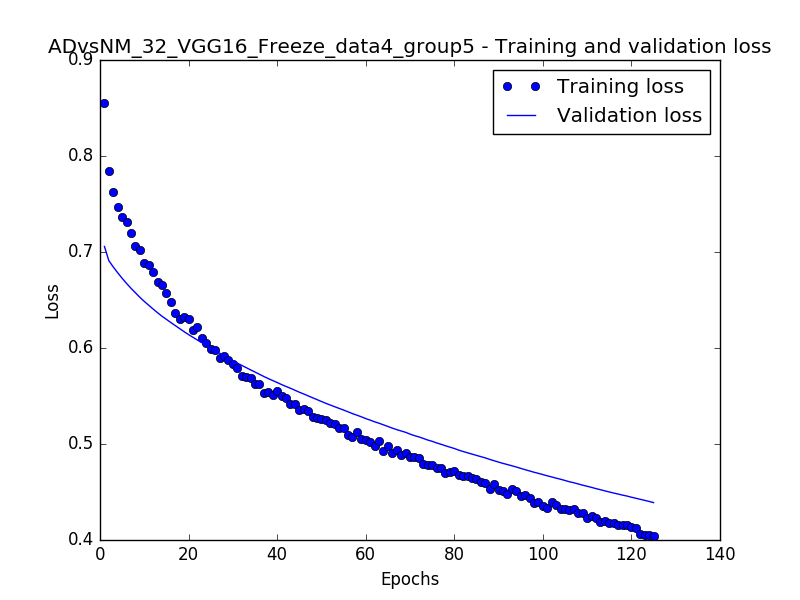 ADvsNM_32_VGG16_Freeze_data4_group5 - Training and validation loss
0.9
Training loss
Validation loss
0.8
0.7
0.6
0.5
0.4
Loss
0 20 40 60 80 100 120 140
Epochs